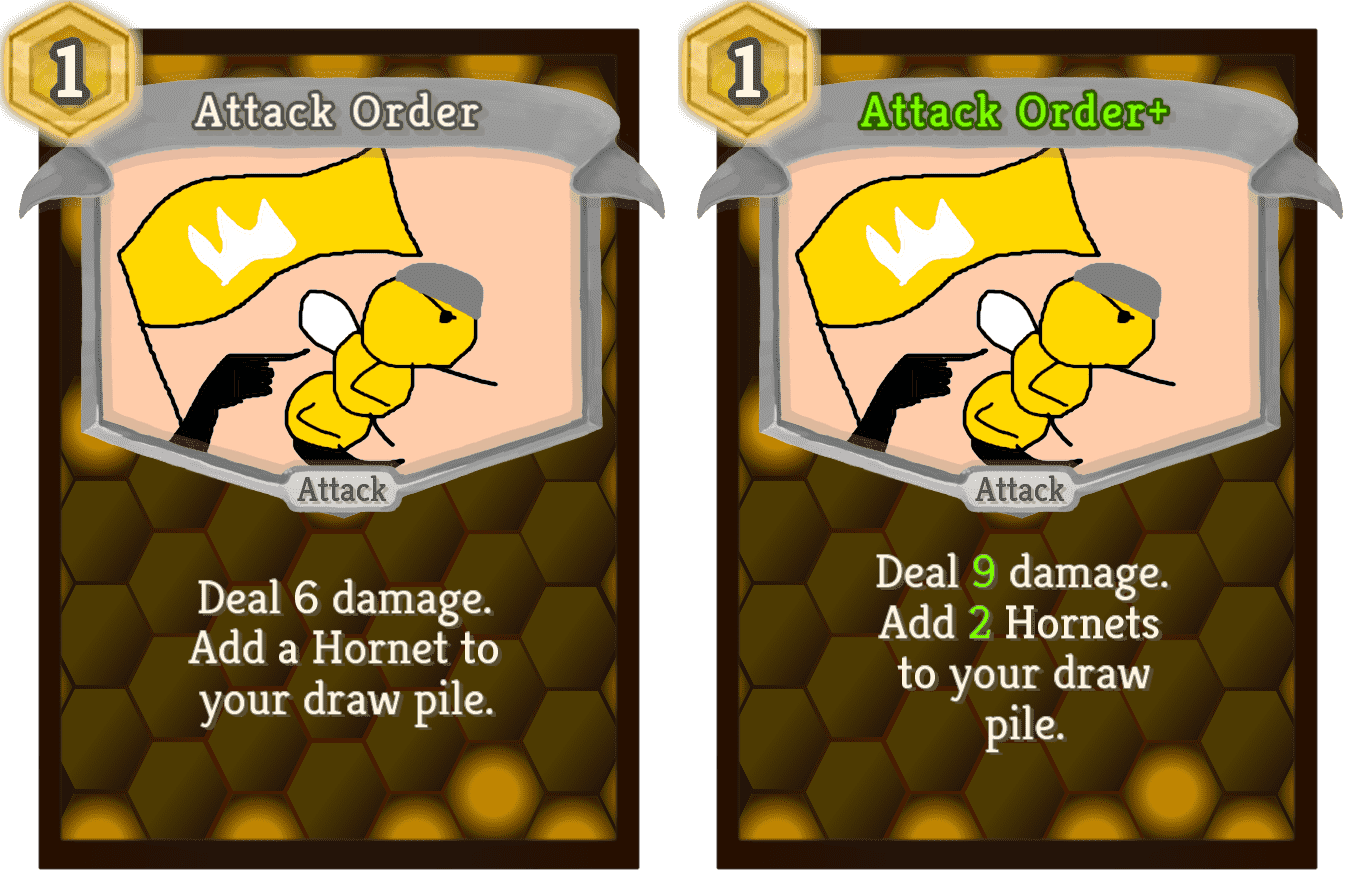 1
Attack Order
Attack
Deal 6 damage.
Add a Hornet to
your draw pile.
1
Attack Order+
Attack
Deal 9 damage.
Add 2 Hornets
to your draw
pile.